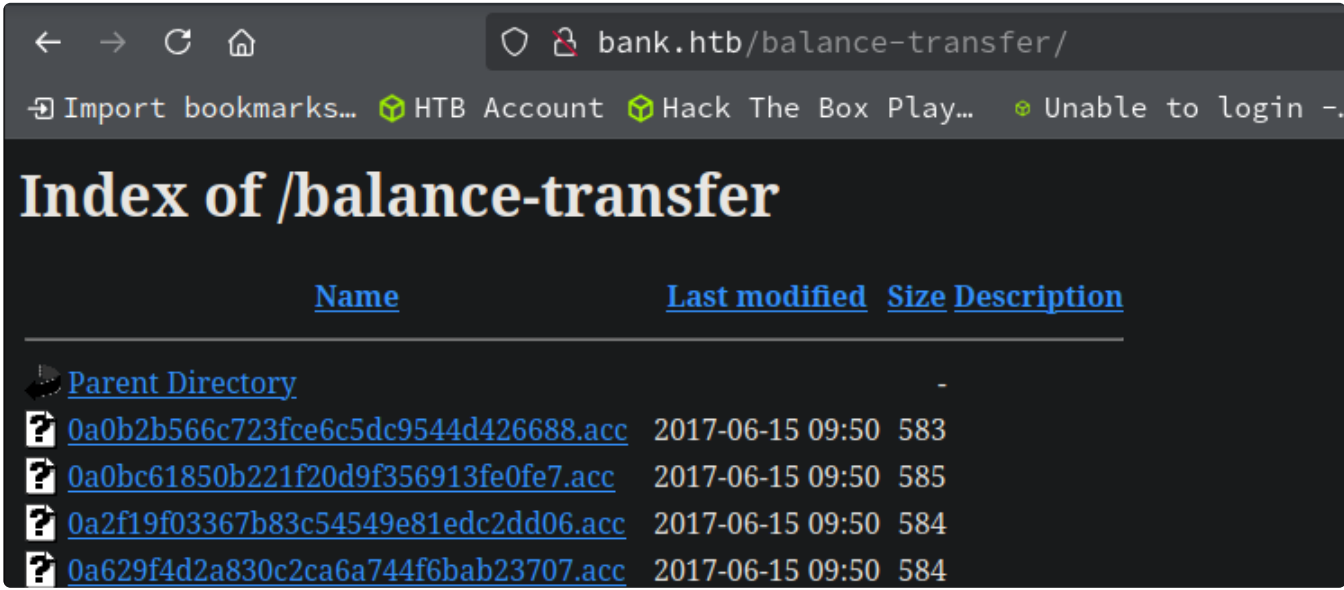 bank.htb/balance-transfer/
Import bookmarks… HTB Account Hack The Box Play… Unable to login -.
Index of /balance-transfer
Name Last modified Size Description
Parent Directory -
0a0b2b566c723fce6c5dc9544d426688.acc 2017-06-15 09:50 583
0a0bc61850b221f20d9f356913fe0fe7.acc 2017-06-15 09:50 585
0a2f19f03367b83c54549e81edc2dd06.acc 2017-06-15 09:50 584
0a629f4d2a830c2ca6a744f6bab23707.acc 2017-06-15 09:50 584